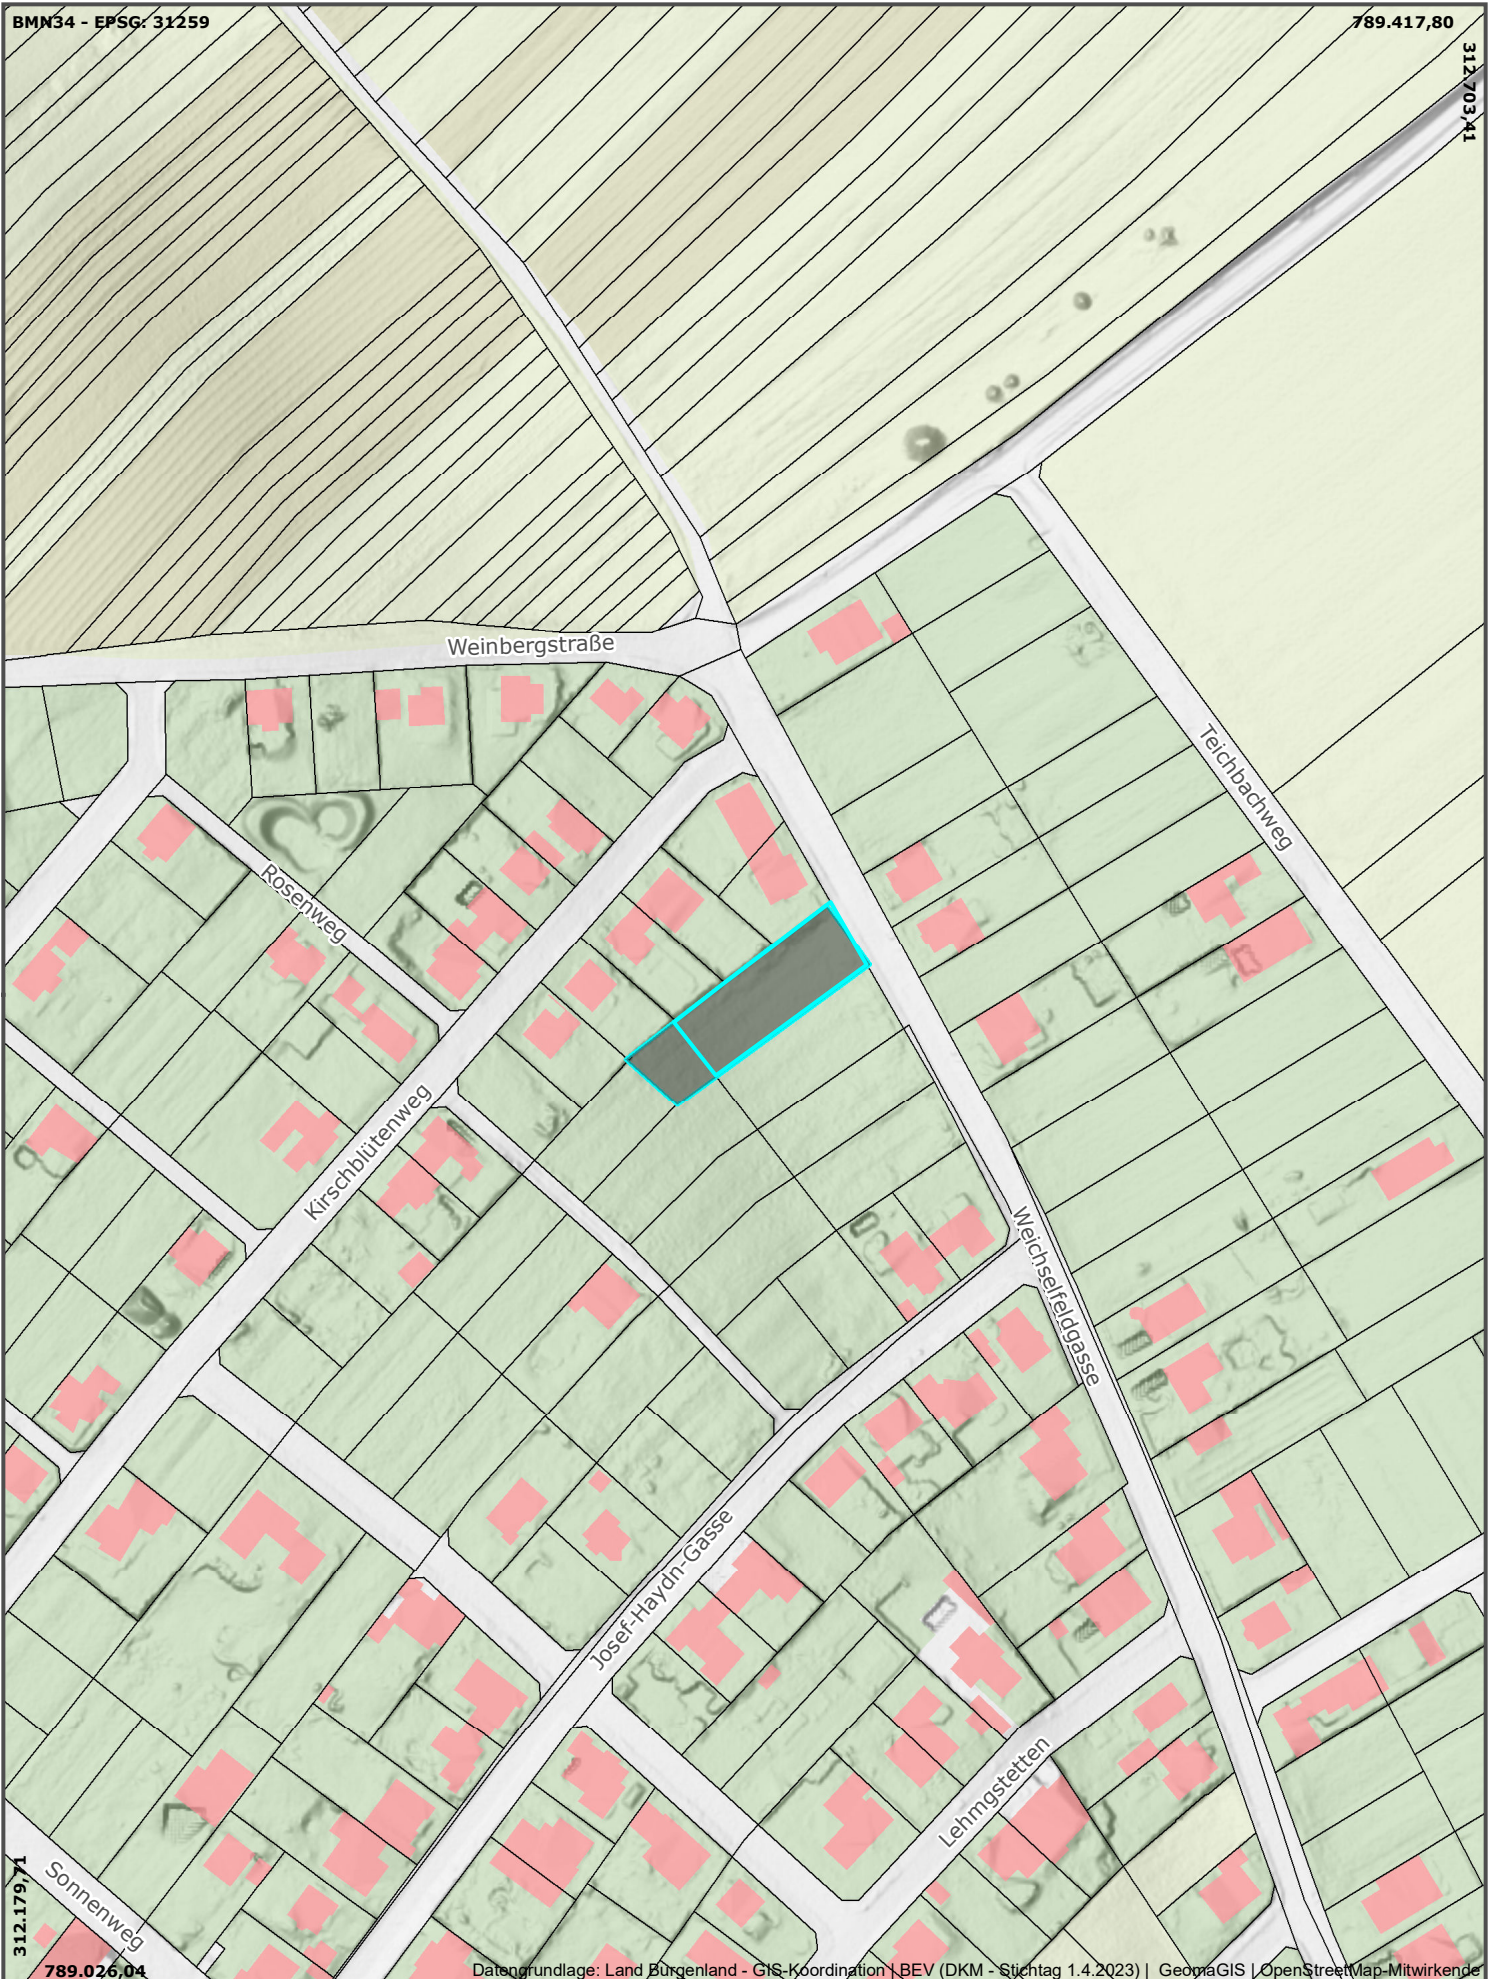 BMN34 - EPSG: 31259
789.417,80
312.703,41
Weinbergstraße
Teichbachweg
Rosenweg
Kirschblütenweg
Weichselfeldgasse
Josef-Haydn-Gasse
Lehmgstetten
Sonnenweg
312.179,71
789.026,04
Datengrundlage: Land Burgenland - GIS-Koordination | BEV (DKM - Stichtag 1.4.2023) | GeomaGIS | OpenStreetMap-Mitwirkende